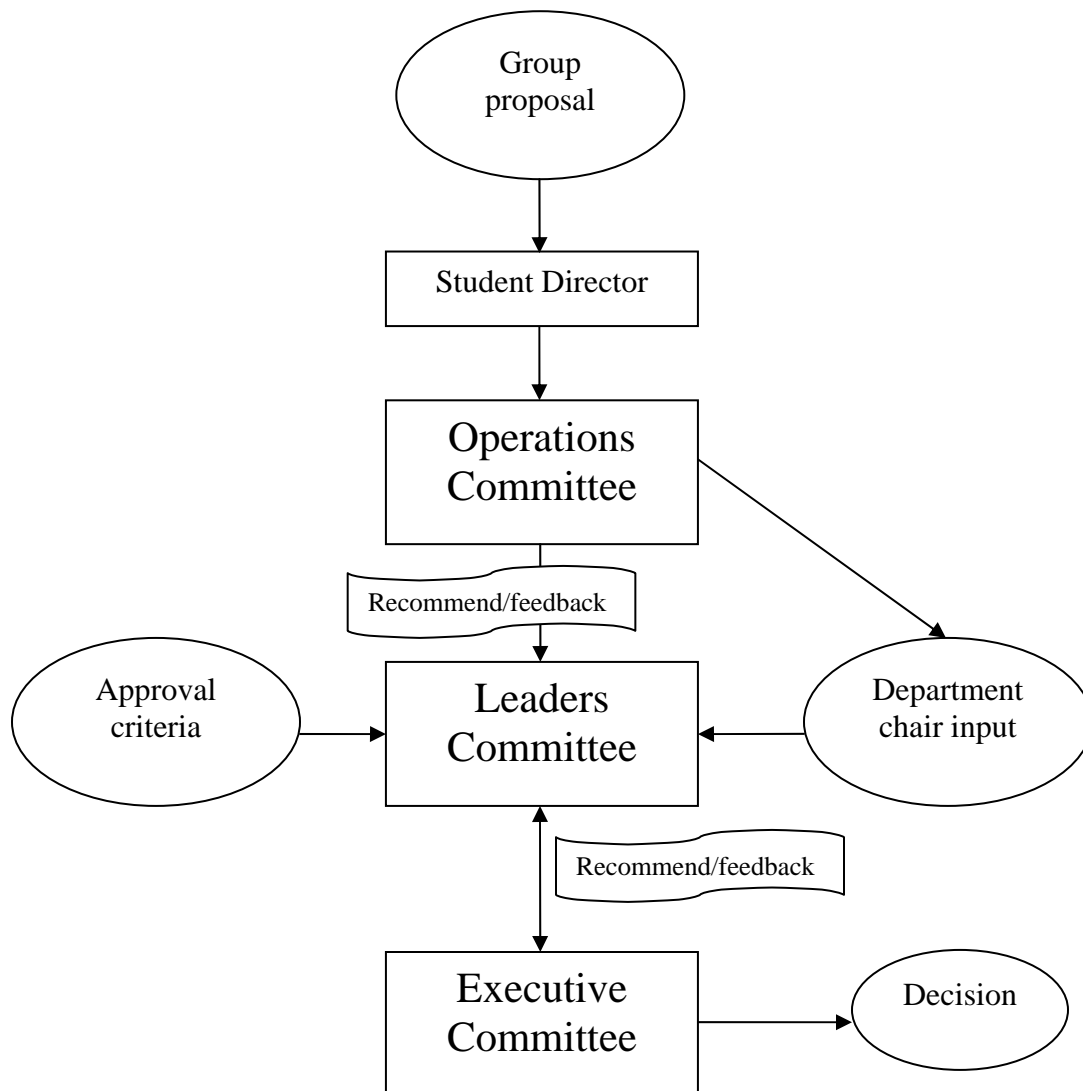 Group
proposal
Student Director
Operations
Committee
Recommend/feedback
Approval
criteria
Leaders
Committee
Department
chair input
Recommend/feedback
Executive
Committee
Decision